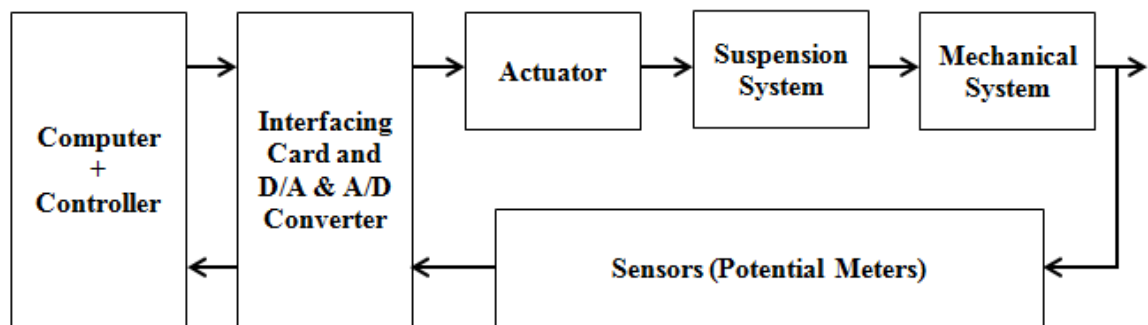 Computer
+
Controller
Interfacing
Card and
D/A & A/D
Converter
Actuator
Suspension
System
Mechanical
System
Sensors (Potential Meters)